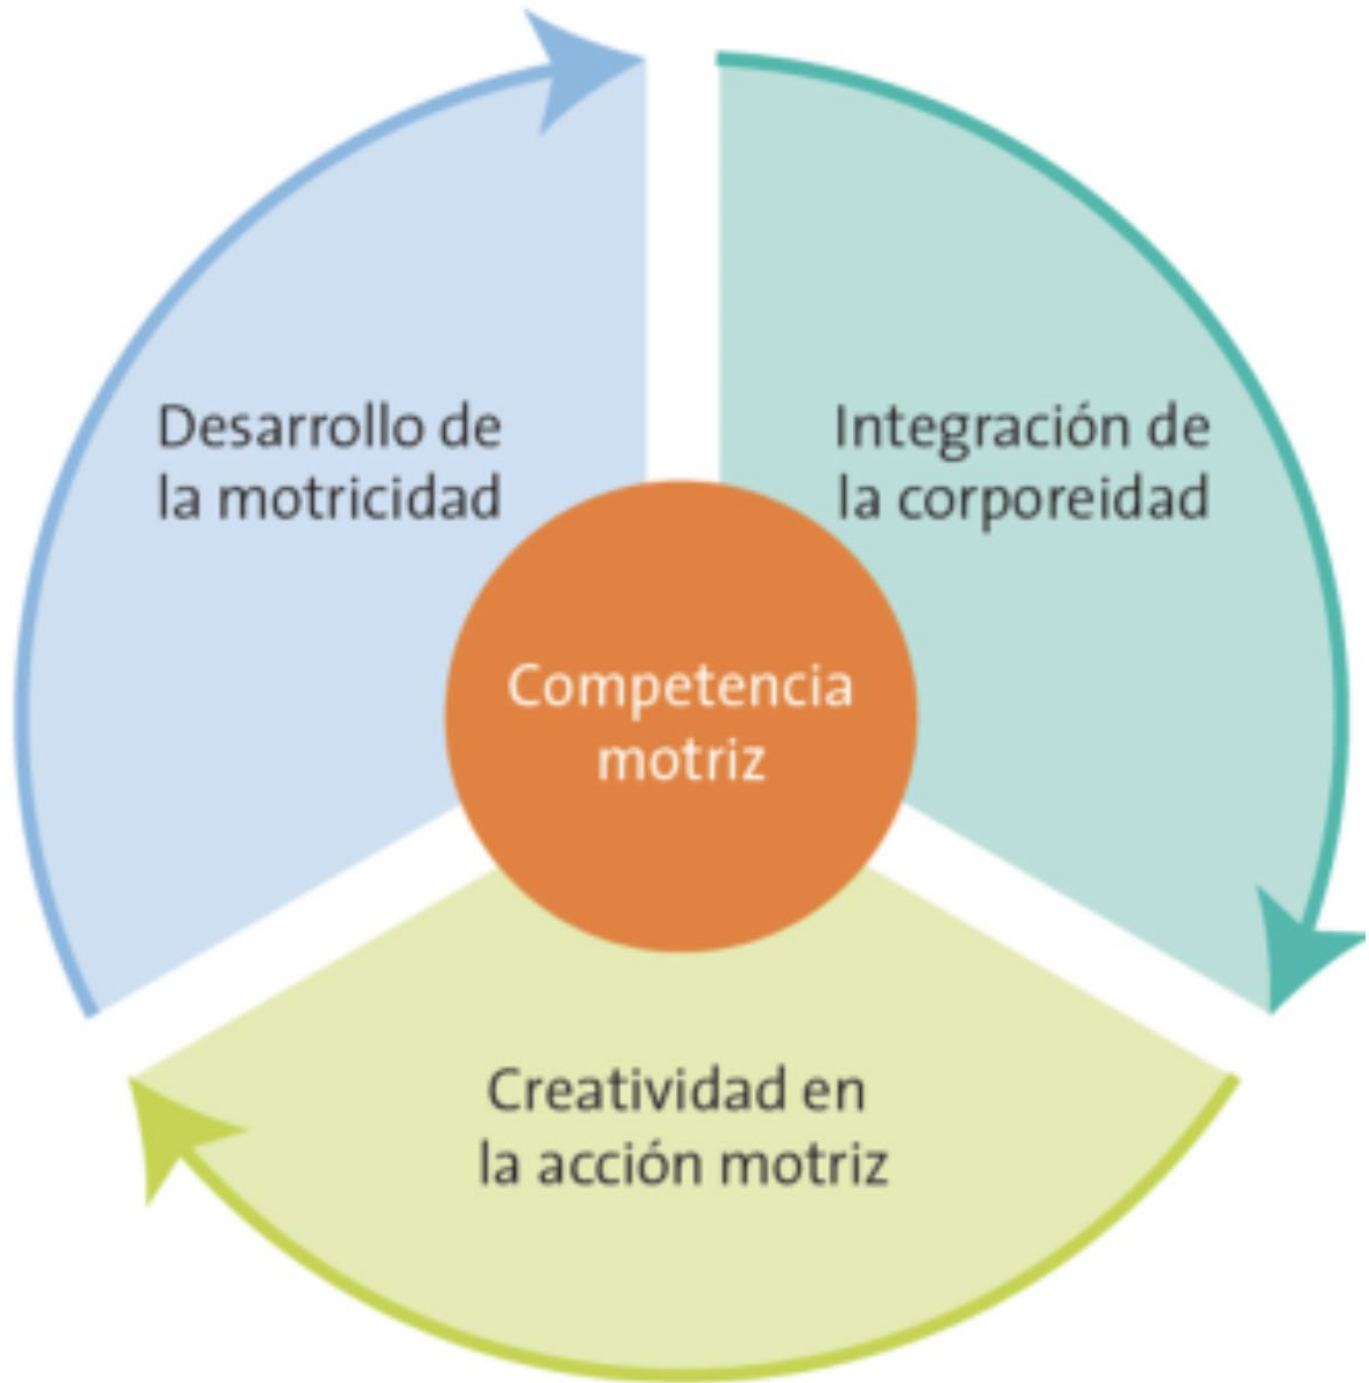 Desarrollo de
la motricidad
Integración de
la corporeidad
Competencia
motriz
Creatividad en
la acción motriz